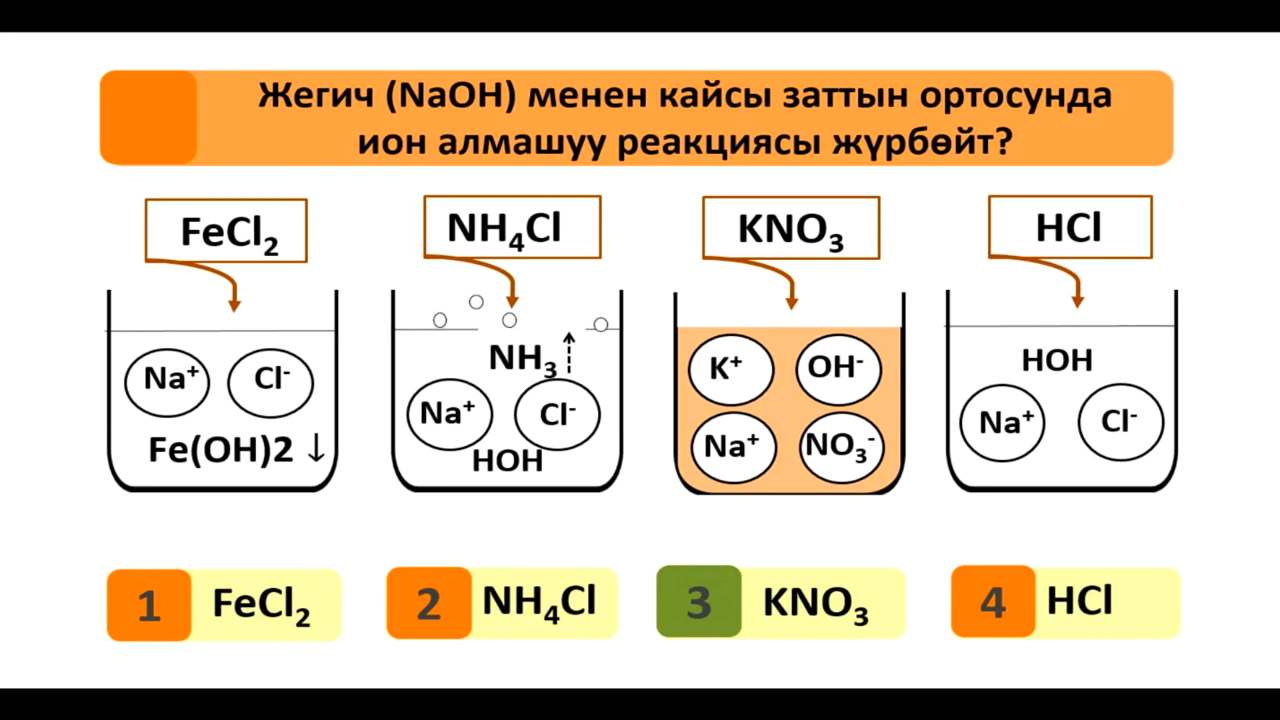 Жегич (NaOH) менен кайсы заттын ортосунда
ион алмашуу реакциясы жүрбөйт?
FeCl₂
NH₄Cl
KNO₃
HCl
Na⁺ Cl⁻
Fe(OH)2 ↓
NH₃ ↑
Na⁺ Cl⁻
HOH
K⁺ OH⁻
Na⁺ NO₃⁻
HOH
Na⁺ Cl⁻
1 FeCl₂
2 NH₄Cl
3 KNO₃
4 HCl